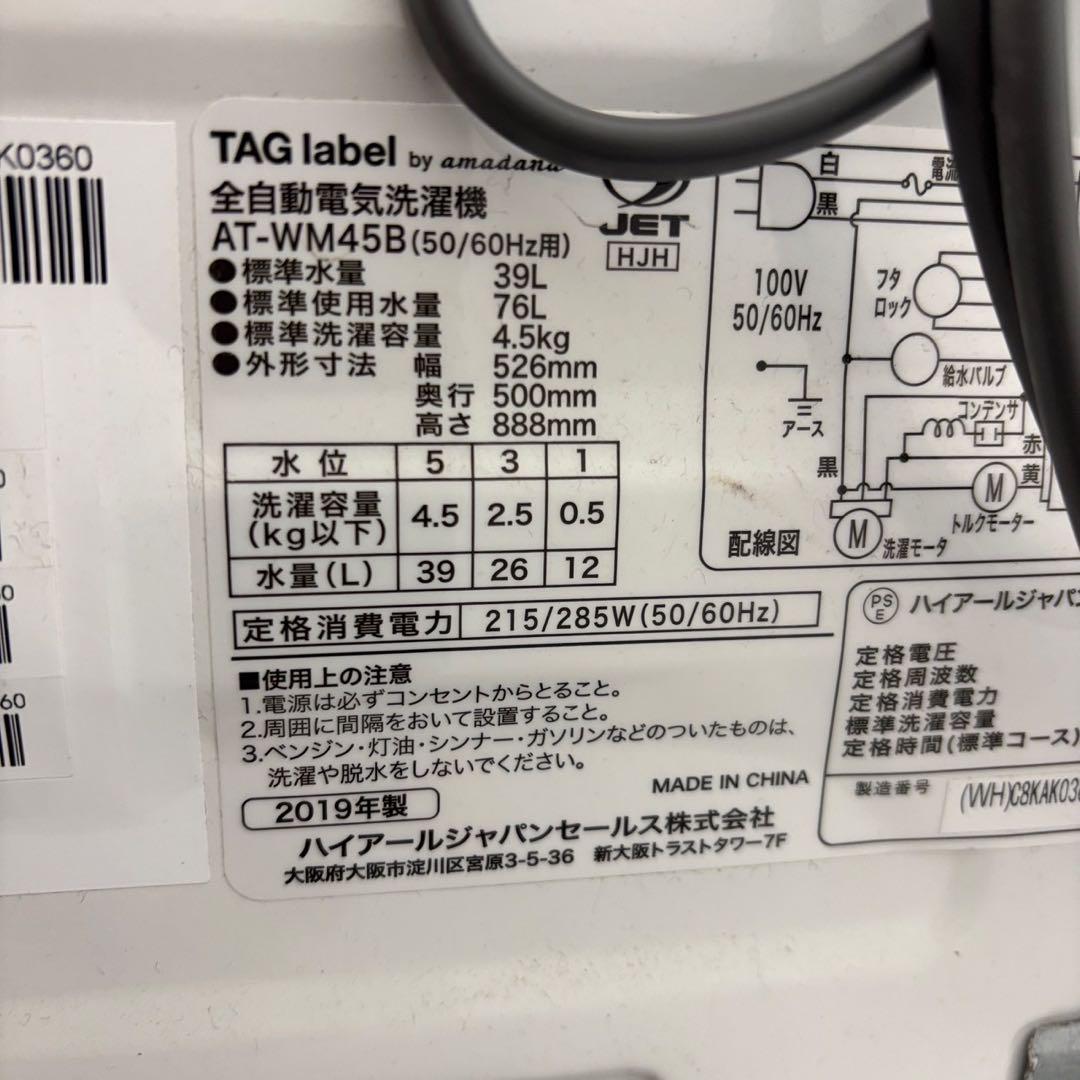 K0360
TAG label by amadana
全自動電気洗濯機
AT-WM45B(50/60Hz用)
●標準水量 39L
●標準使用水量 76L
●標準洗濯容量 4.5kg
●外形寸法 幅 526mm
奥行 500mm
高さ 888mm
JET
HJH
水位 5 3 1
洗濯容量(kg以下) 4.5 2.5 0.5
水量(L) 39 26 12
定格消費電力 215/285W(50/60Hz)
■使用上の注意
1.電源は必ずコンセントからとること。
2.周囲に間隔をおいて設置すること。
3.ベンジン・灯油・シンナー・ガソリンなどのついたものは、
洗濯や脱水をしないでください。
MADE IN CHINA
2019年製
ハイアールジャパンセールス株式会社
大阪府大阪市淀川区宮原3-5-36 新大阪トラストタワー7F
白
電流
黒
100V
50/60Hz
フタ
ロック
給水バルブ
アース
コンデンサ
赤
黄
黒
M
トルクモーター
M
洗濯モータ
配線図
PS
E
ハイアールジャパン
定格電圧
定格周波数
定格消費電力
標準洗濯容量
定格時間(標準コース)
製造番号
(WH)C8KAK03
0
60
60